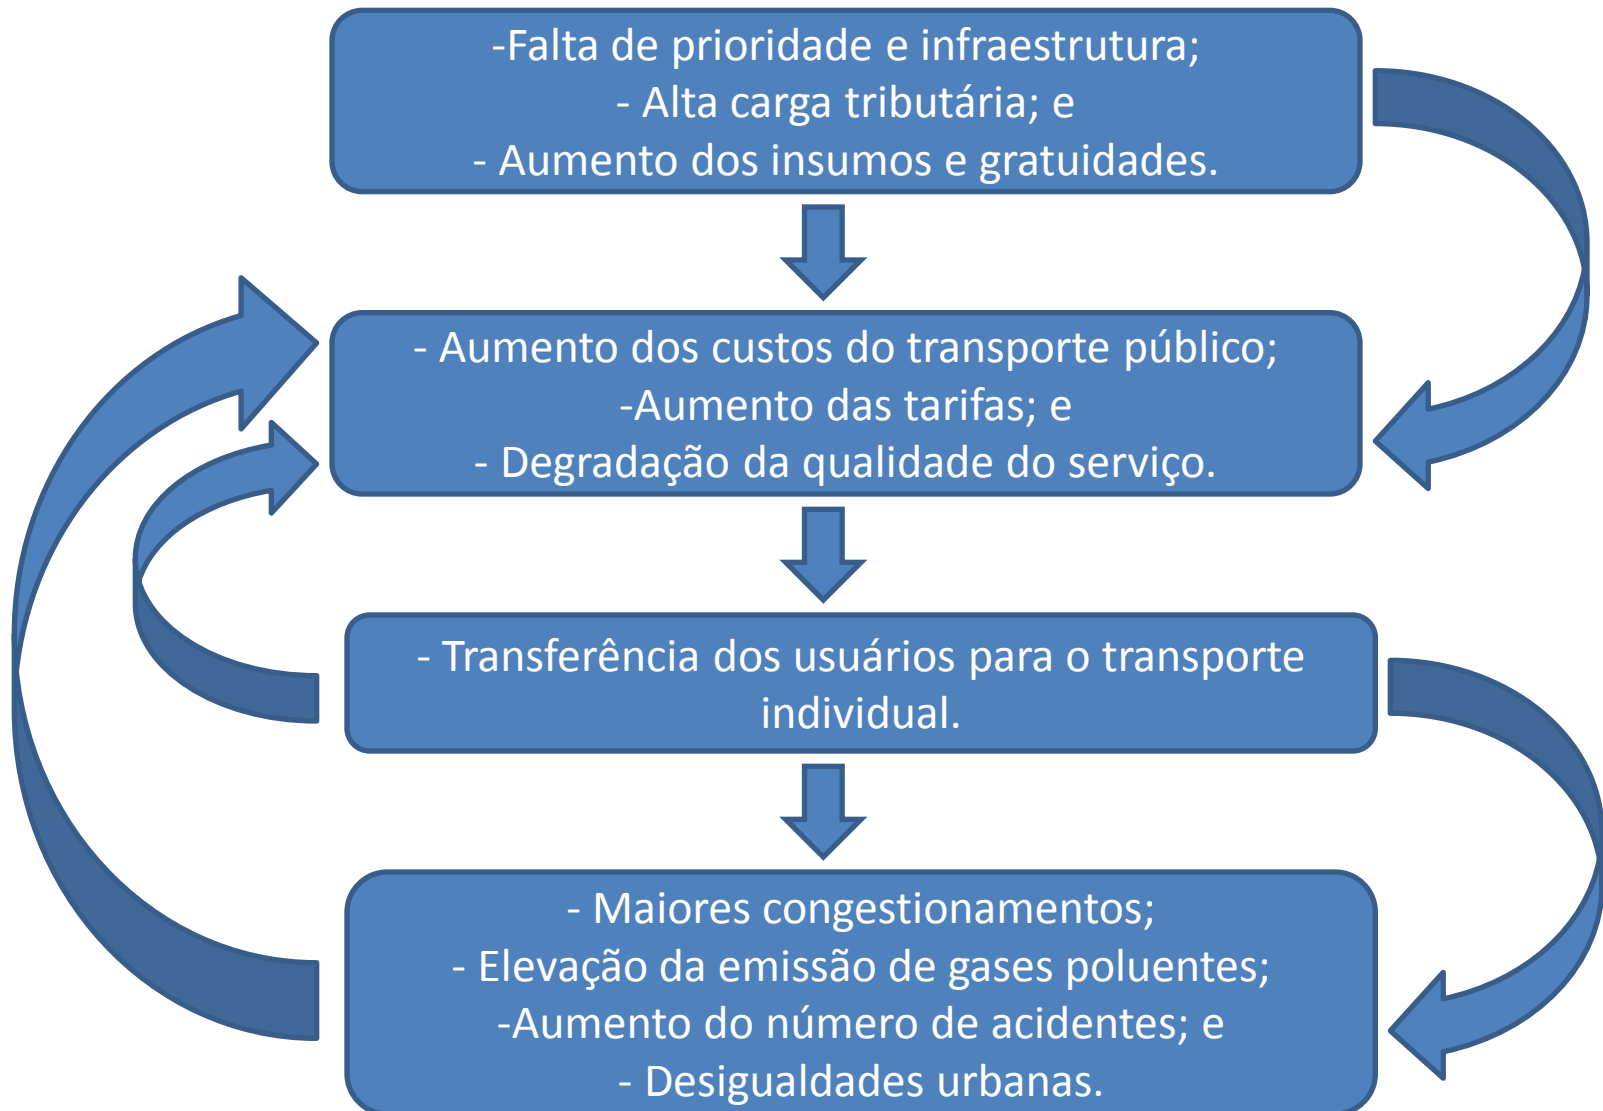 -Falta de prioridade e infraestrutura;
- Alta carga tributária; e
- Aumento dos insumos e gratuidades.
- Aumento dos custos do transporte público;
-Aumento das tarifas; e
- Degradação da qualidade do serviço.
- Transferência dos usuários para o transporte
individual.
- Maiores congestionamentos;
- Elevação da emissão de gases poluentes;
-Aumento do número de acidentes; e
- Desigualdades urbanas.